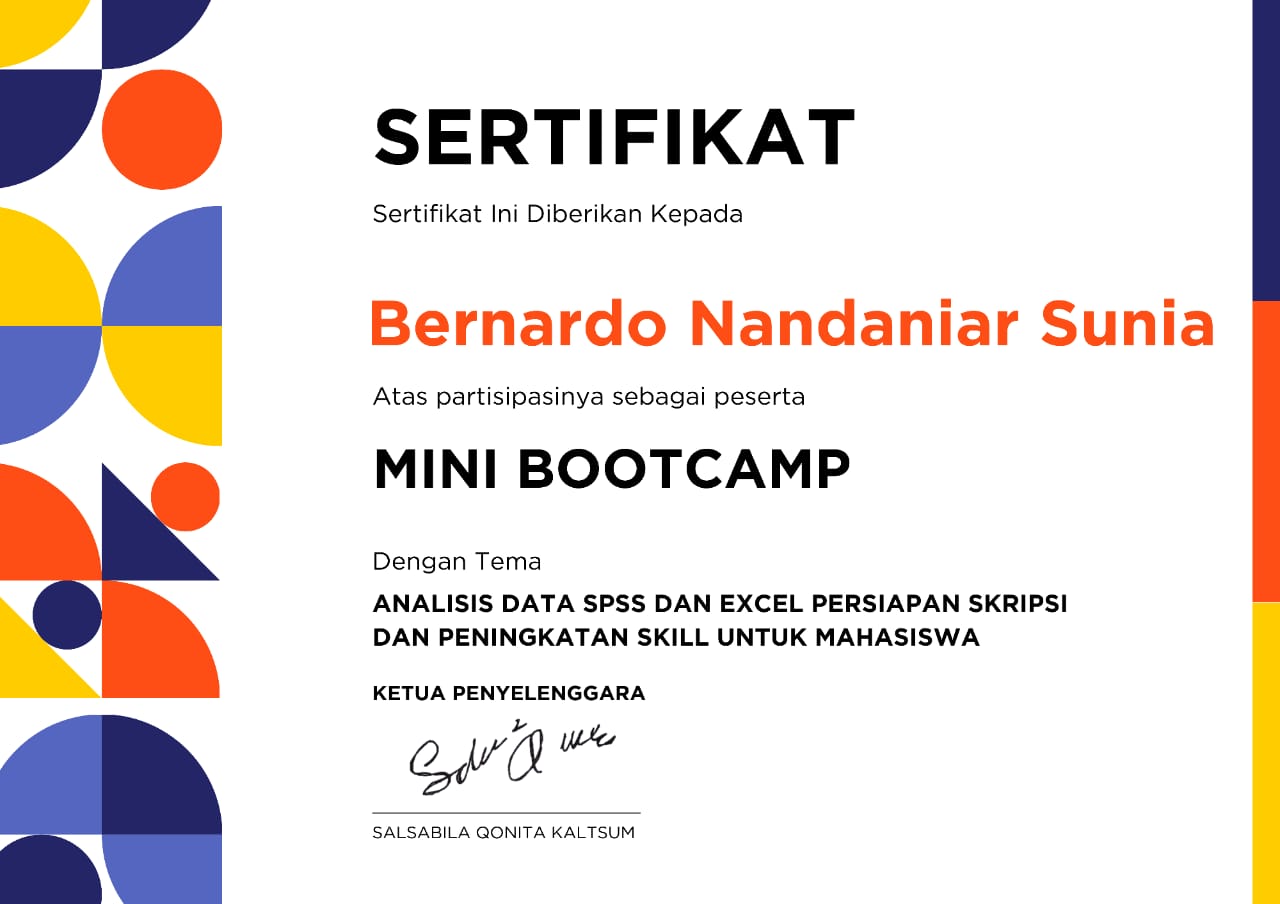 SERTIFIKAT
Sertifikat Ini Diberikan Kepada
Bernardo Nandaniar Sunia
Atas partisipasinya sebagai peserta
MINI BOOTCAMP
Dengan Tema
ANALISIS DATA SPSS DAN EXCEL PERSIAPAN SKRIPSI
DAN PENINGKATAN SKILL UNTUK MAHASISWA
KETUA PENYELENGGARA
SALSABILA QONITA KALTSUM